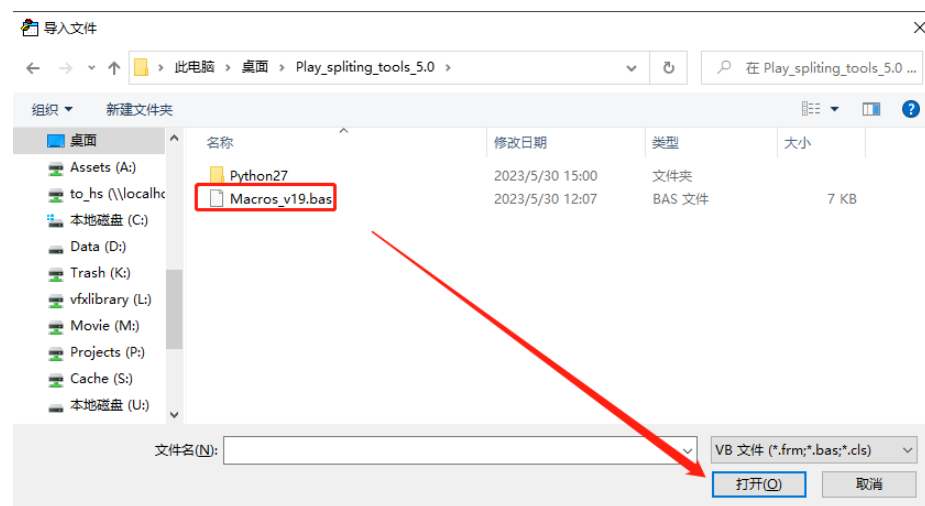 导入文件
此电脑 > 桌面 > Play_spliting_tools_5.0 >
在 Play_spliting_tools_5.0 ...
组织 新建文件夹
桌面
Assets (A:)
to_hs (\\localhc
本地磁盘 (C:)
Data (D:)
Trash (K:)
vfxlibrary (L:)
Movie (M:)
Projects (P:)
Cache (S:)
本地磁盘 (U:)
名称 修改日期 类型 大小
Python27 2023/5/30 15:00 文件夹
Macros_v19.bas 2023/5/30 12:07 BAS 文件 7 KB
文件名(N):
VB 文件 (*.frm;*.bas;*.cls)
打开(O) 取消